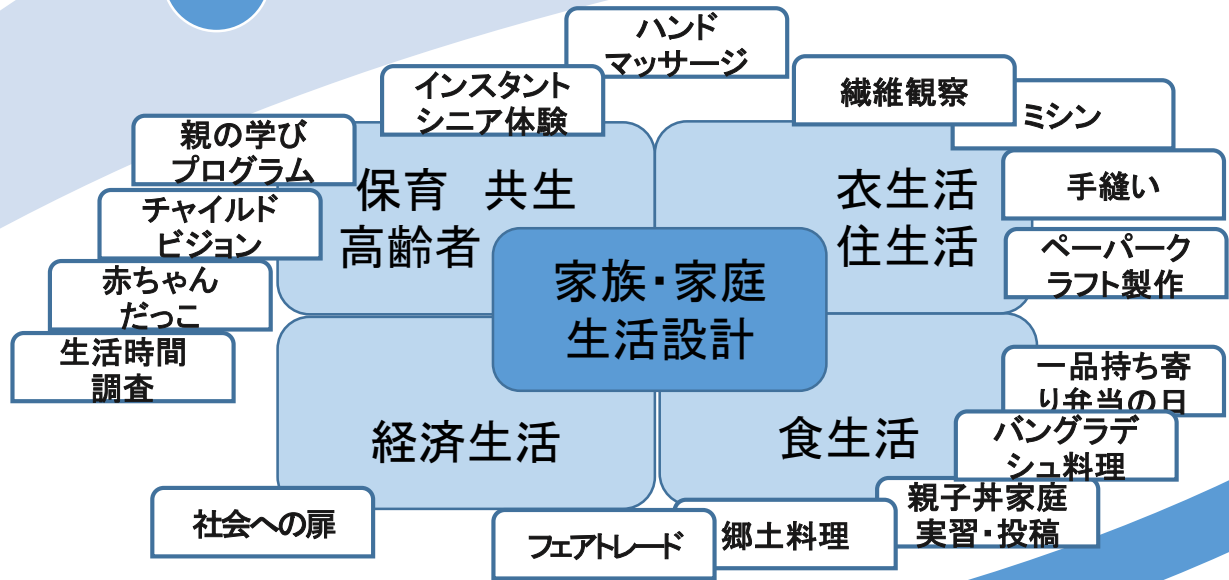 ハンド
マッサージ
インスタント
シニア体験
繊維観察
ミシン
親の学び
プログラム
手縫い
チャイルド
ビジョン
ペーパーク
ラフト製作
赤ちゃん
だっこ
生活時間
調査
保育　共生
高齢者
衣生活
住生活
家族・家庭
生活設計
経済生活
食生活
一品持ち寄
り弁当の日
バングラデ
シュ料理
親子丼家庭
実習・投稿
郷土料理
フェアトレード
社会への扉